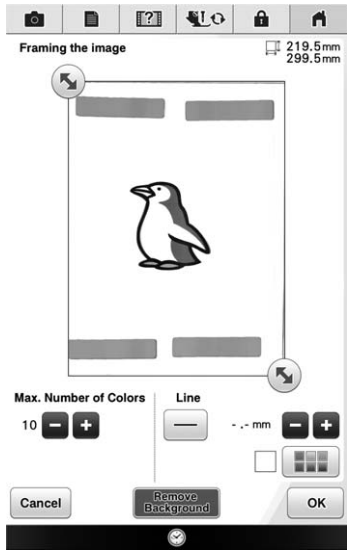 Framing the image
219.5mm
299.5mm
Max. Number of Colors
Line
10
-.- mm
Cancel
Remove
Background
OK